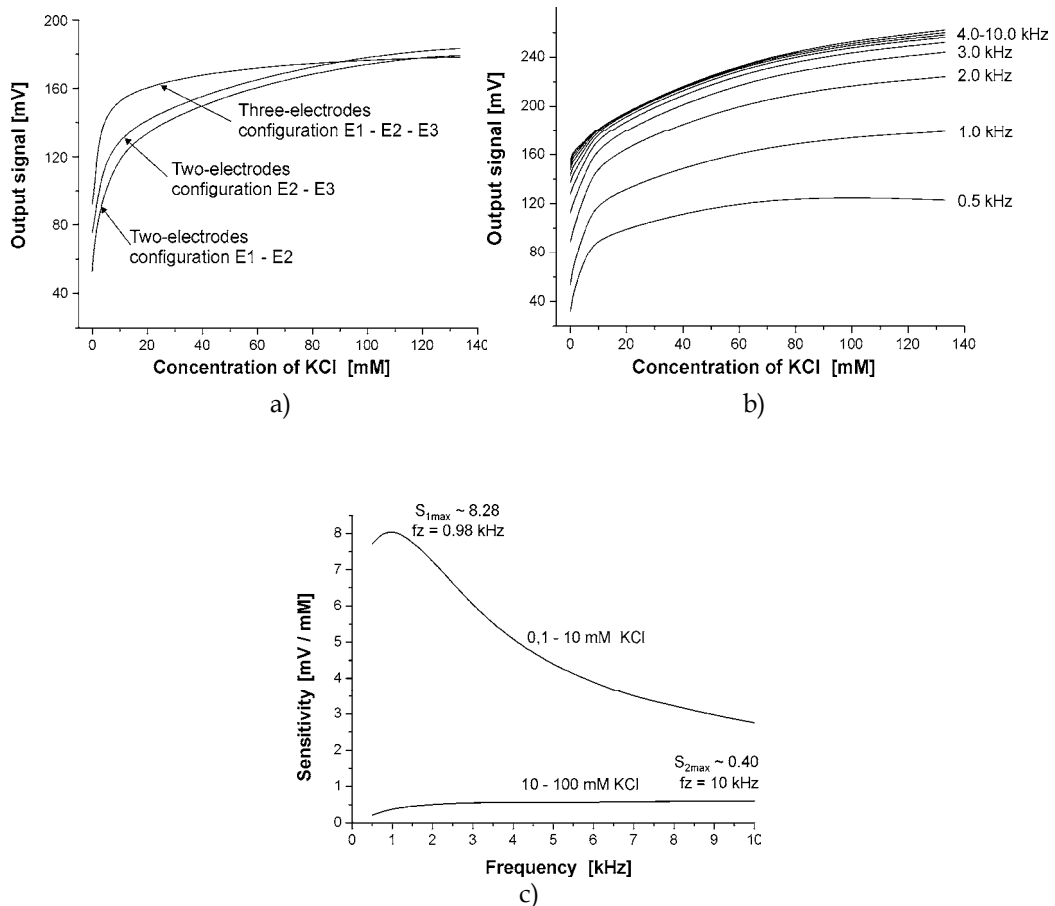 200
160
120
80
40
Output signal [mV]
Three-electrodes
configuration E1 - E2 - E3
Two-electrodes
configuration E2 - E3
Two-electrodes
configuration E1 - E2
0 20 40 60 80 100 120 140
Concentration of KCl [mM]
a)
240
200
160
120
80
40
Output signal [mV]
4.0-10.0 kHz
3.0 kHz
2.0 kHz
1.0 kHz
0.5 kHz
0 20 40 60 80 100 120 140
Concentration of KCl [mM]
b)
8
7
6
5
4
3
2
1
0
Sensitivity [mV / mM]
S1max ~ 8.28
fz = 0.98 kHz
0,1 - 10 mM KCl
S2max ~ 0.40
fz = 10 kHz
10 - 100 mM KCl
0 1 2 3 4 5 6 7 8 9 10
Frequency [kHz]
c)